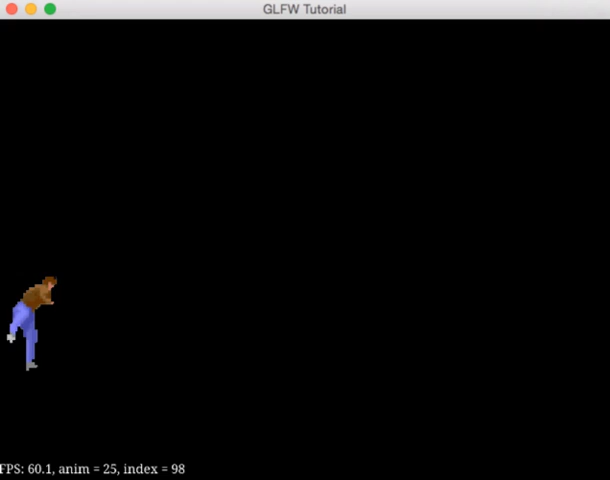 GLFW Tutorial
FPS: 60.1, anim = 25, index = 98